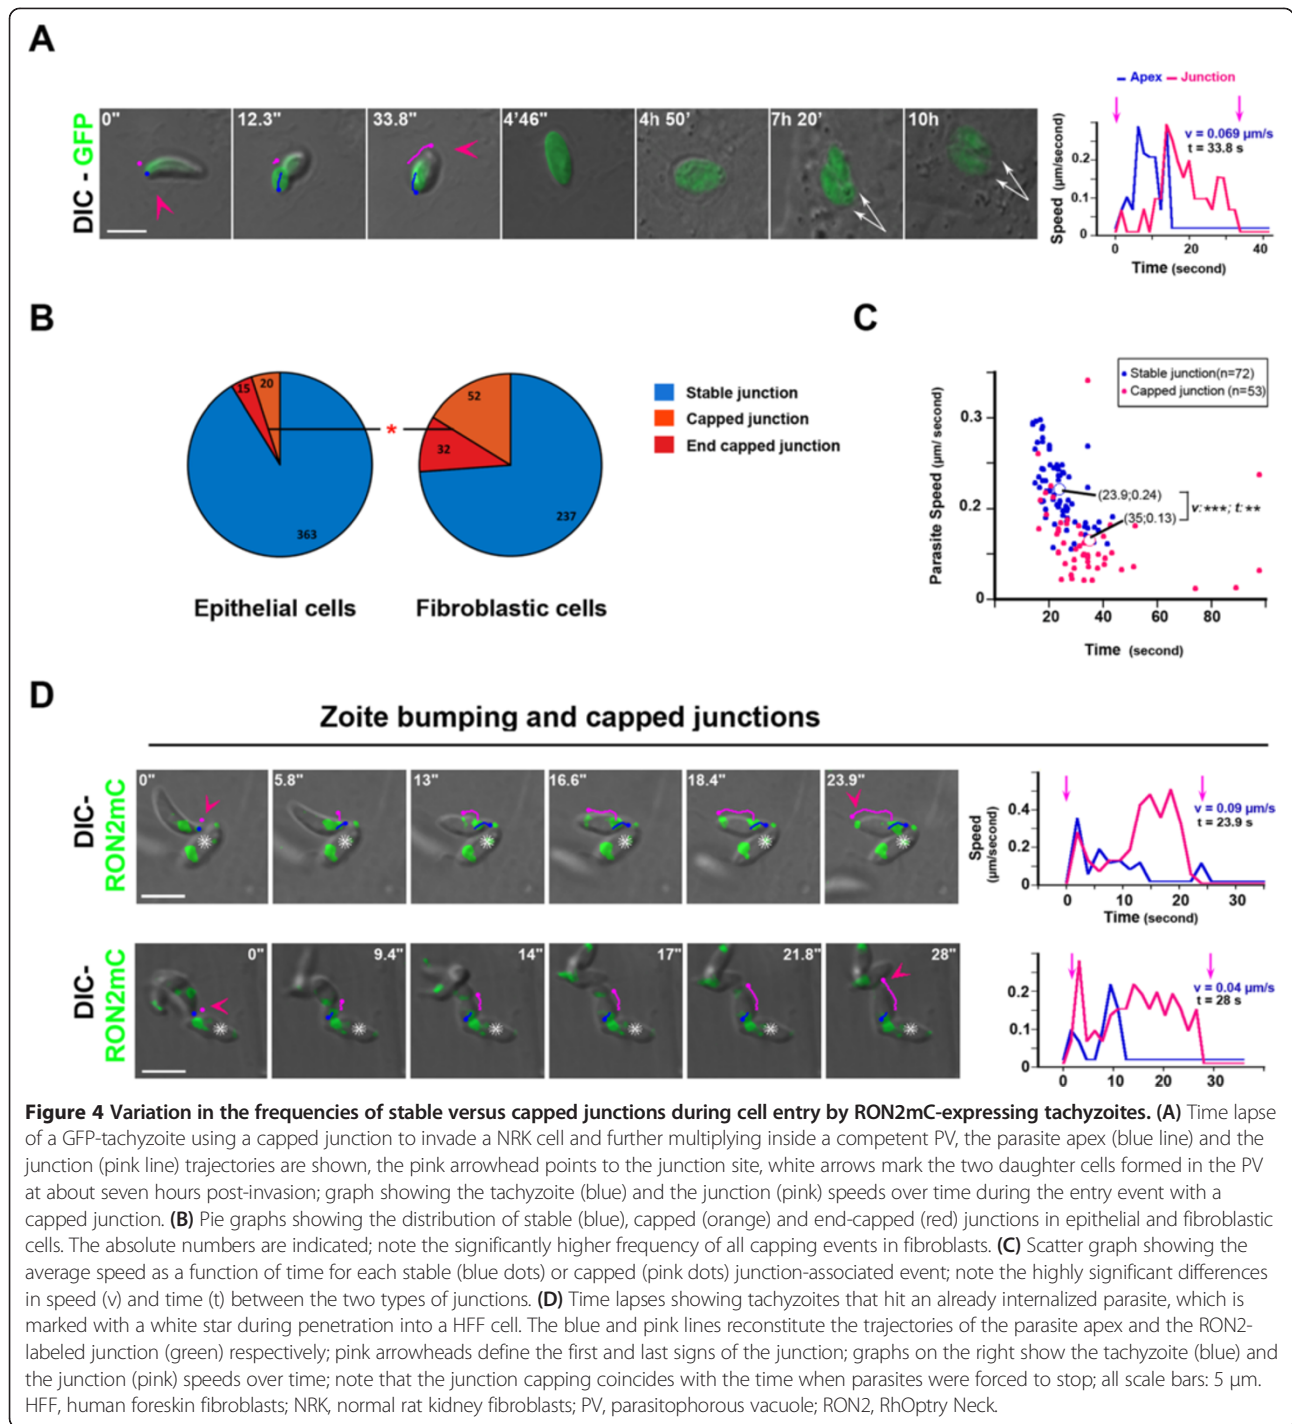 A
DIC - GFP
0"
12.3"
33.8"
4'46"
4h 50'
7h 20'
10h
Apex Junction
v = 0.069 µm/s
t = 33.8 s
Speed (µm/second)
0.2
0.1
0
0 20 40
Time (second)
B
15
20
363
52
32
237
*
Epithelial cells
Fibroblastic cells
Stable junction
Capped junction
End capped junction
C
Stable junction(n=72)
Capped junction (n=53)
Parasite Speed (µm/ second)
0.3
0.2
0
(23.9;0.24)
(35;0.13)
v:***; t:**
20 40 60 80
Time (second)
D
Zoite bumping and capped junctions
DIC-
RON2mC
0"
5.8"
13"
16.6"
18.4"
23.9"
Speed
(µm/second)
0.4
0.2
0
v = 0.09 µm/s
t = 23.9 s
0 10 20 30
Time (second)
DIC-
RON2mC
0"
9.4"
14"
17"
21.8"
28"
0.2
0.1
0
v = 0.04 µm/s
t = 28 s
0 10 20 30
Figure 4 Variation in the frequencies of stable versus capped junctions during cell entry by RON2mC-expressing tachyzoites. (A) Time lapse
of a GFP-tachyzoite using a capped junction to invade a NRK cell and further multiplying inside a competent PV, the parasite apex (blue line) and the
junction (pink line) trajectories are shown, the pink arrowhead points to the junction site, white arrows mark the two daughter cells formed in the PV
at about seven hours post-invasion; graph showing the tachyzoite (blue) and the junction (pink) speeds over time during the entry event with a
capped junction. (B) Pie graphs showing the distribution of stable (blue), capped (orange) and end-capped (red) junctions in epithelial and fibroblastic
cells. The absolute numbers are indicated; note the significantly higher frequency of all capping events in fibroblasts. (C) Scatter graph showing the
average speed as a function of time for each stable (blue dots) or capped (pink dots) junction-associated event; note the highly significant differences
in speed (v) and time (t) between the two types of junctions. (D) Time lapses showing tachyzoites that hit an already internalized parasite, which is
marked with a white star during penetration into a HFF cell. The blue and pink lines reconstitute the trajectories of the parasite apex and the RON2-
labeled junction (green) respectively; pink arrowheads define the first and last signs of the junction; graphs on the right show the tachyzoite (blue) and
the junction (pink) speeds over time; note that the junction capping coincides with the time when parasites were forced to stop; all scale bars: 5 µm.
HFF, human foreskin fibroblasts; NRK, normal rat kidney fibroblasts; PV, parasitophorous vacuole; RON2, RhOptry Neck.